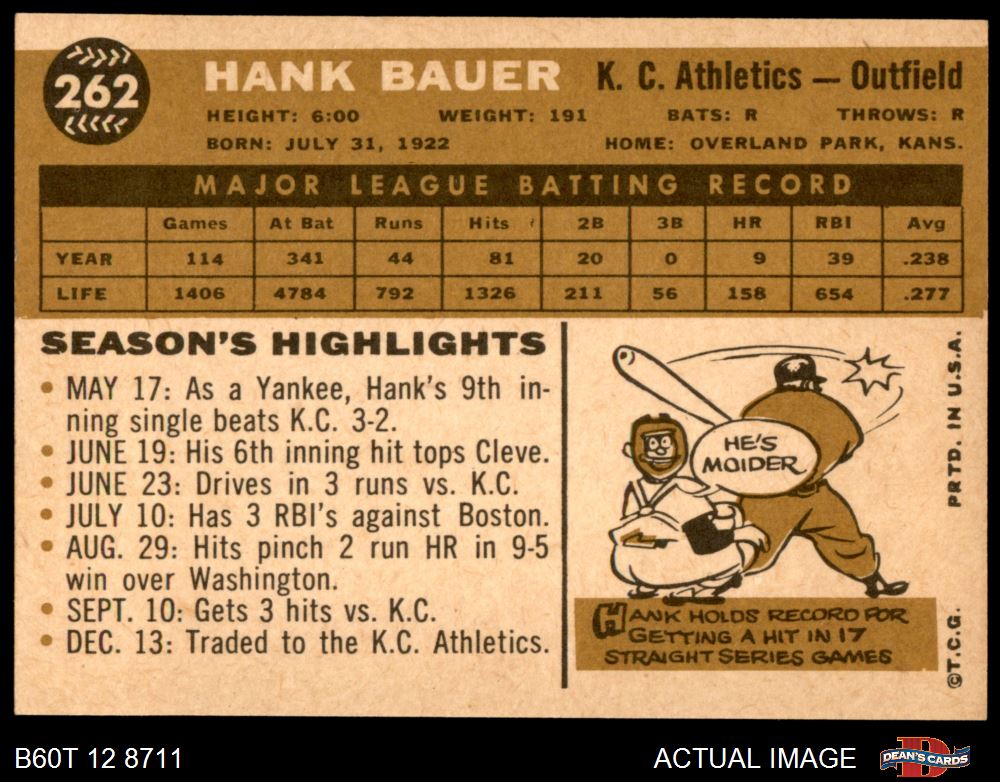 262
HANK BAUER K. C. Athletics — Outfield
HEIGHT: 6:00 WEIGHT: 191 BATS: R THROWS: R
BORN: JULY 31, 1922 HOME: OVERLAND PARK, KANS.
MAJOR LEAGUE BATTING RECORD
Games At Bat Runs Hits 2B 3B HR RBI Avg
YEAR 114 341 44 81 20 0 9 39 .238
LIFE 1406 4784 792 1326 211 56 158 654 .277
SEASON'S HIGHLIGHTS
• MAY 17: As a Yankee, Hank's 9th in-
ning single beats K.C. 3-2.
• JUNE 19: His 6th inning hit tops Cleve.
• JUNE 23: Drives in 3 runs vs. K.C.
• JULY 10: Has 3 RBI's against Boston.
• AUG. 29: Hits pinch 2 run HR in 9-5
win over Washington.
• SEPT. 10: Gets 3 hits vs. K.C.
• DEC. 13: Traded to the K.C. Athletics.
HE'S
MOIDER
HANK HOLDS RECORD FOR
GETTING A HIT IN 17
STRAIGHT SERIES GAMES
©T.C.G. PRTD. IN U.S.A.
B60T 12 8711 ACTUAL IMAGE DEAN'S CARDS